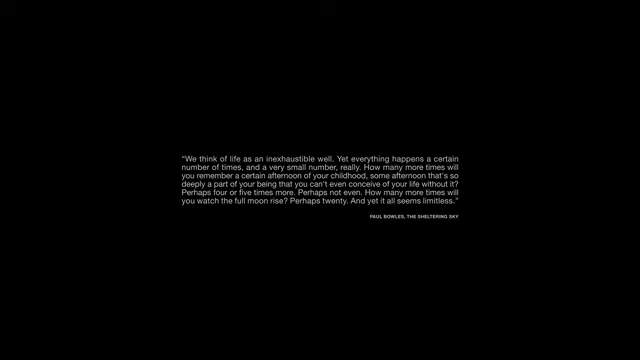 “We think of life as an inexhaustible well. Yet everything happens a certain
number of times, and a very small number, really. How many more times will
you remember a certain afternoon of your childhood, some afternoon that's so
deeply a part of your being that you can't even conceive of your life without it?
Perhaps four or five times more. Perhaps not even. How many more times will
you watch the full moon rise? Perhaps twenty. And yet it all seems limitless.”
PAUL BOWLES, THE SHELTERING SKY